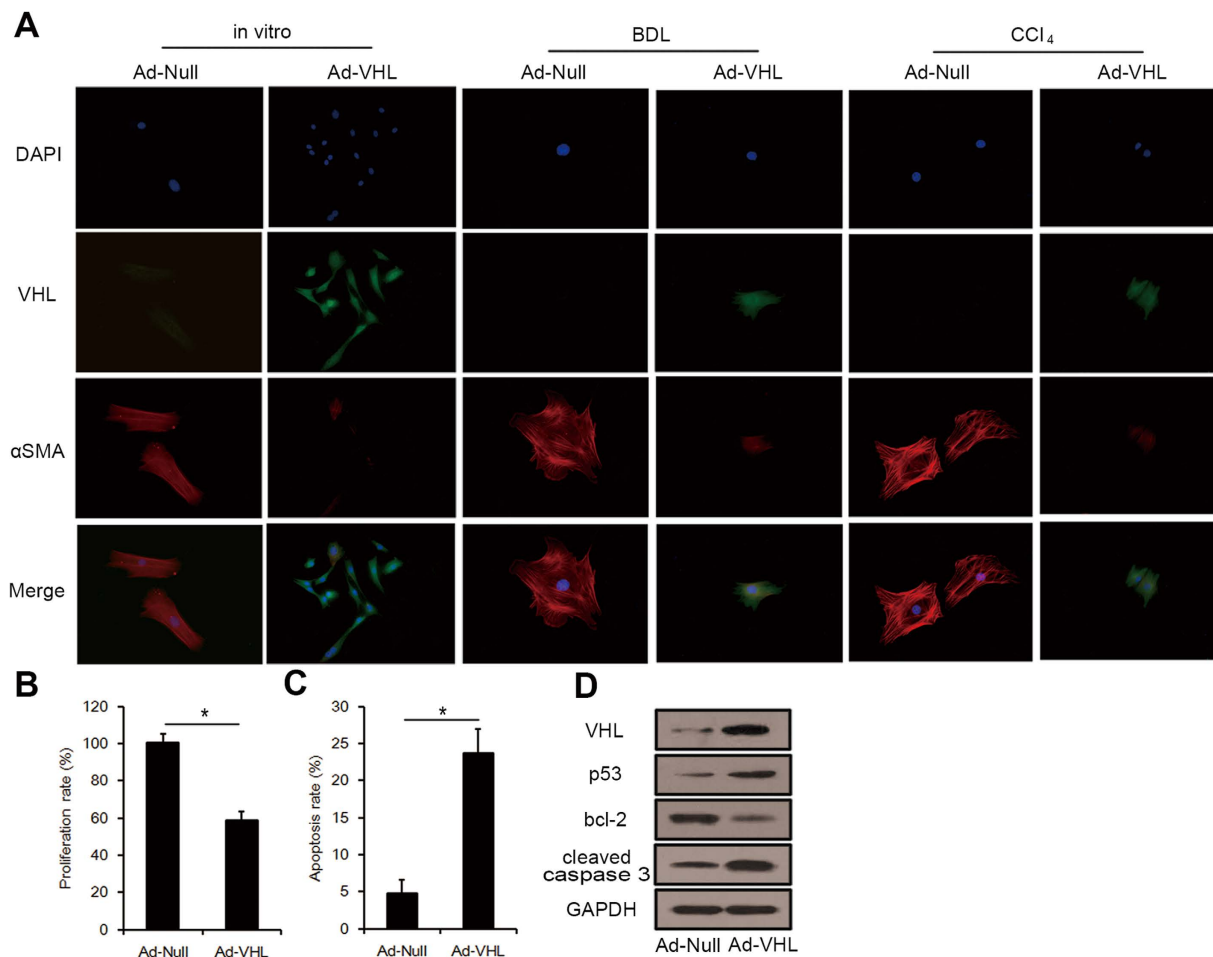 A
in vitro
BDL
CCl₄
Ad-Null
Ad-VHL
Ad-Null
Ad-VHL
Ad-Null
Ad-VHL
DAPI
VHL
αSMA
Merge
B
Proliferation rate (%)
120
100
80
60
40
20
0
*
Ad-Null
Ad-VHL
C
Apoptosis rate (%)
30
25
20
15
10
5
0
*
Ad-Null
Ad-VHL
D
VHL
p53
bcl-2
cleaved
caspase 3
GAPDH
Ad-Null
Ad-VHL